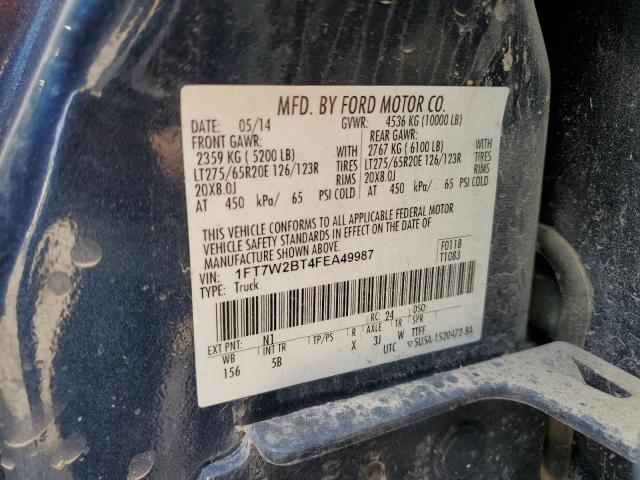 MFD. BY FORD MOTOR CO.
DATE: 05/14 GVWR: 4536 KG (10000 LB)
FRONT GAWR: REAR GAWR:
2359 KG (5200 LB) WITH 2767 KG (6100 LB) WITH
LT275/65R20E 126/123R TIRES LT275/65R20E 126/123R TIRES
20X8.0J RIMS 20X8.0J RIMS
AT 450 kPa/ 65 PSI COLD AT 450 kPa/ 65 PSI COLD
THIS VEHICLE CONFORMS TO ALL APPLICABLE FEDERAL MOTOR
VEHICLE SAFETY STANDARDS IN EFFECT ON THE DATE OF
MANUFACTURE SHOWN ABOVE.
VIN: 1FT7W2BT4FEA49987 F0118
TYPE: Truck T1083
RC: 24 DSO:
EXT PNT: N1
WB INT TR TP/PS R AXLE TR SPR
156 5B X 3J W TTFF
UTC ▽5U5A-1520472-BA